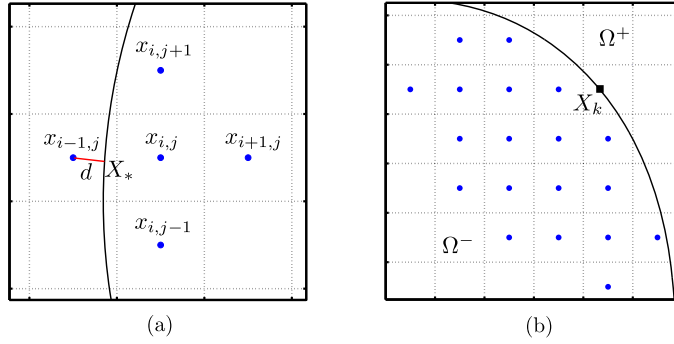 x_{i,j+1}
Ω^+
X_k
x_{i-1,j} x_{i,j} x_{i+1,j}
d X_*
x_{i,j-1}
Ω^-
(a) (b)